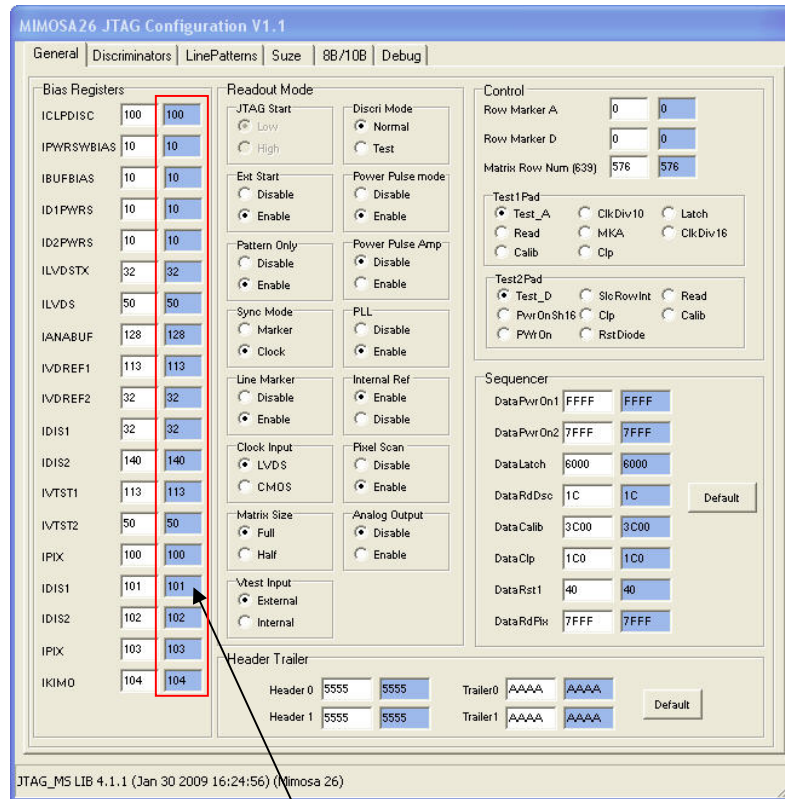 MIMOSA26 JTAG Configuration V1.1
General Discriminators LinePatterns Suze 8B/10B Debug
Bias Registers
ICLPDISC 100 100
IPWRSWBIAS 10 10
IBUFBIAS 10 10
ID1PWRS 10 10
ID2PWRS 10 10
ILVDSTX 32 32
ILVDS 50 50
IANABUF 128 128
IVDREF1 113 113
IVDREF2 32 32
IDIS1 32 32
IDIS2 140 140
IVTST1 113 113
IVTST2 50 50
IPIX 100 100
IDIS1 101 101
IDIS2 102 102
IPIX 103 103
IKIMO 104 104
Readout Mode
JTAG Start
Low
High
Ext Start
Disable
Enable
Pattern Only
Disable
Enable
Sync Mode
Marker
Clock
Line Marker
Disable
Enable
Clock Input
LVDS
CMOS
Matrix Size
Full
Half
Vtest Input
External
Internal
Discri Mode
Normal
Test
Power Pulse mode
Disable
Enable
Power Pulse Amp
Disable
Enable
PLL
Disable
Enable
Internal Ref
Enable
Disable
Pixel Scan
Disable
Enable
Analog Output
Disable
Enable
Control
Row Marker A 0 0
Row Marker D 0 0
Matrix Row Num (639) 576 576
Test1Pad
Test_A ClkDiv10 Latch
Read MKA ClkDiv16
Calib Clp
Test2Pad
Test_D SlcRowInt Read
PwrOnSh16 Clp Calib
PWrOn RstDiode
Sequencer
DataPwrOn1 FFFF FFFF
DataPwrOn2 7FFF 7FFF
DataLatch 6000 6000
DataRdDsc 1C 1C Default
DataCalib 3C00 3C00
DataClp 1C0 1C0
DataRst1 40 40
DataRdPix 7FFF 7FFF
Header Trailer
Header 0 5555 5555 Trailer0 AAAA AAAA
Default
Header 1 5555 5555 Trailer1 AAAA AAAA
JTAG_MS LIB 4.1.1 (Jan 30 2009 16:24:56) (Mimosa 26)